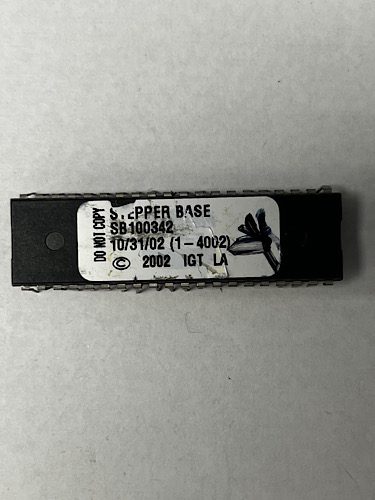 DO NOT COPY
STEPPER BASE
SB100342
10/31/02 (1-4002)
© 2002 IGT LA